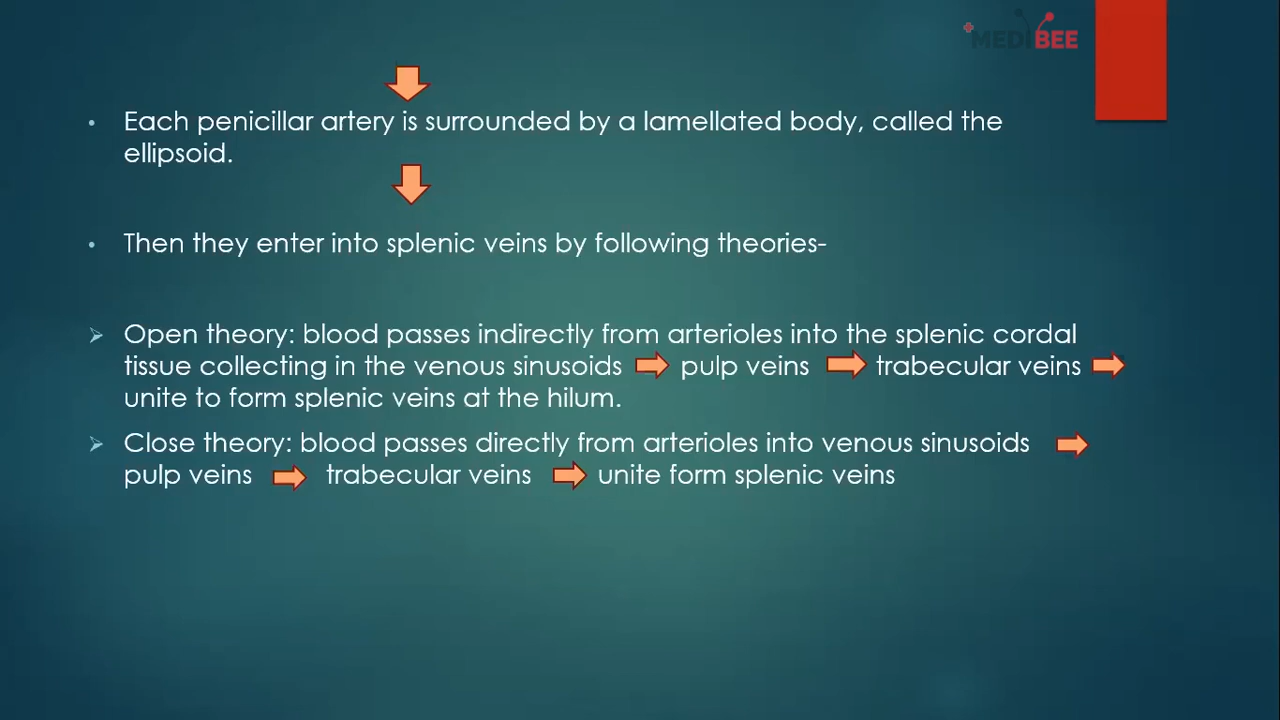 MEDIBEE
• Each penicillar artery is surrounded by a lamellated body, called the
ellipsoid.
• Then they enter into splenic veins by following theories-
➢ Open theory: blood passes indirectly from arterioles into the splenic cordal
tissue collecting in the venous sinusoids ➡ pulp veins ➡ trabecular veins ➡
unite to form splenic veins at the hilum.
➢ Close theory: blood passes directly from arterioles into venous sinusoids ➡
pulp veins ➡ trabecular veins ➡ unite form splenic veins